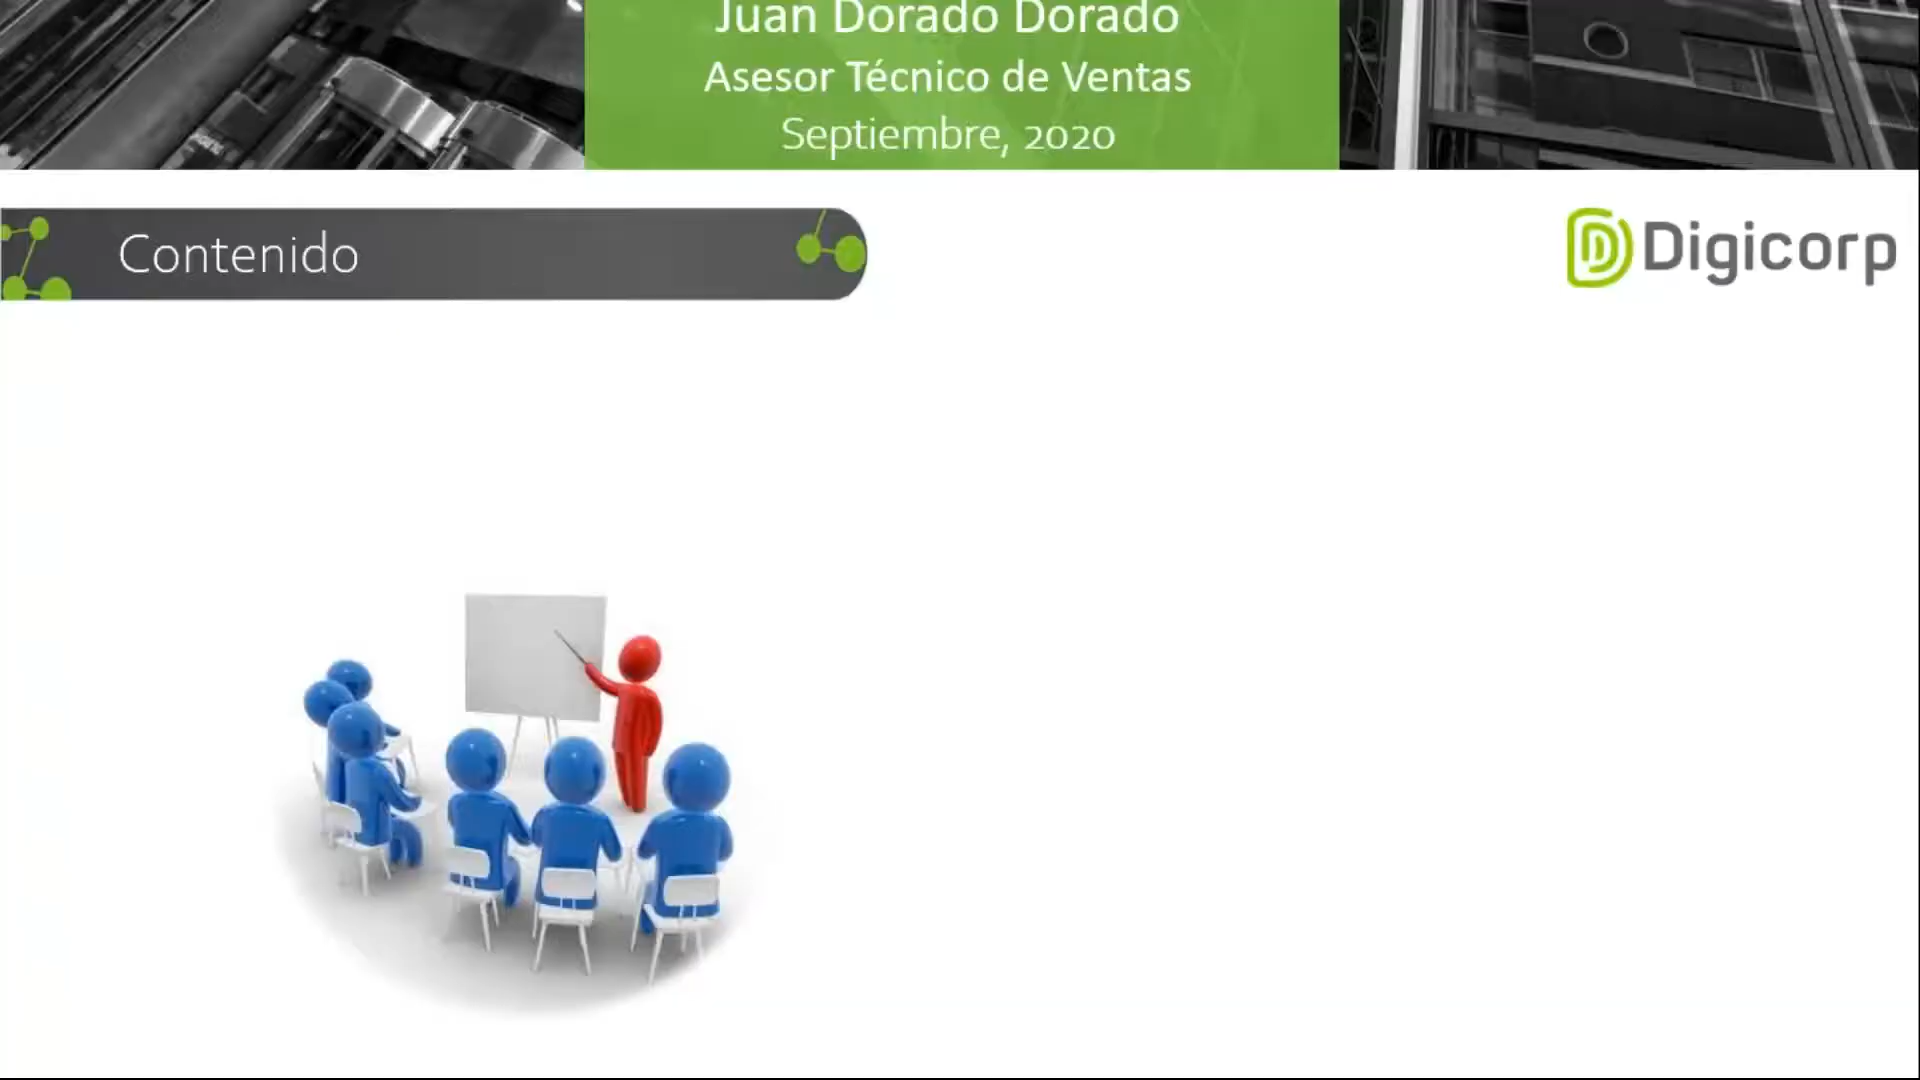 Juan Dorado Dorado
Asesor Técnico de Ventas
Septiembre, 2020
Contenido
Digicorp